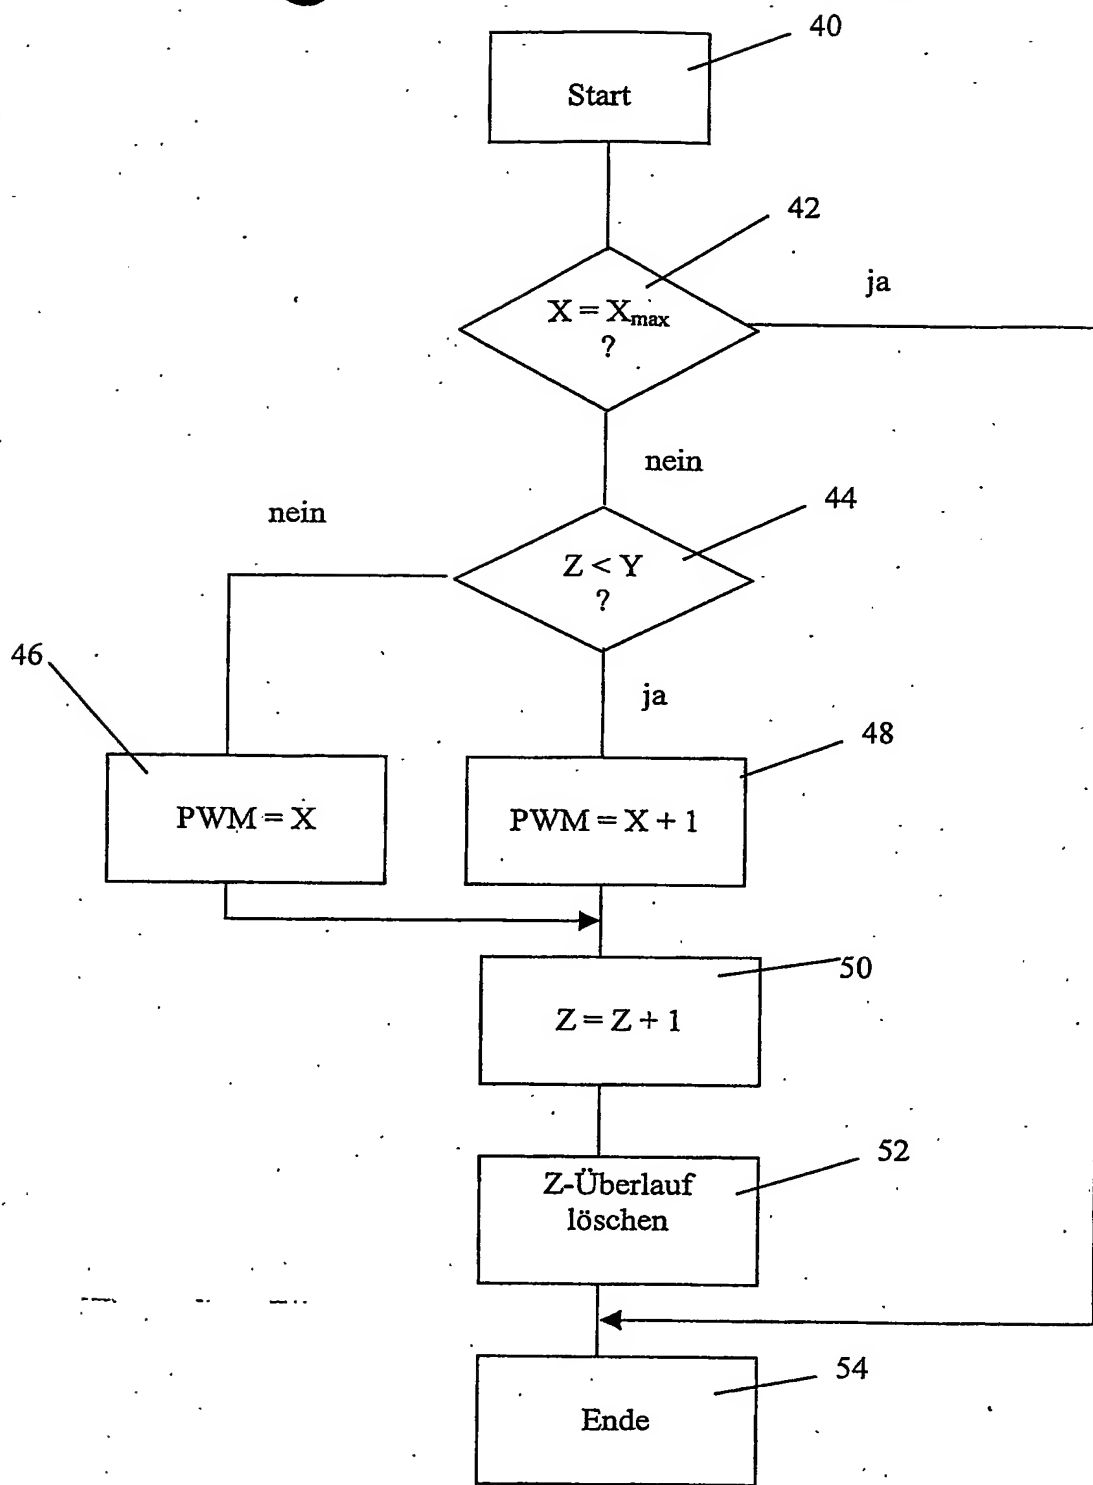 40
Start
42
X = Xmax
?
ja
nein
44
nein
Z < Y
?
46
ja
48
PWM = X
PWM = X + 1
50
Z = Z + 1
52
Z-Überlauf
löschen
54
Ende